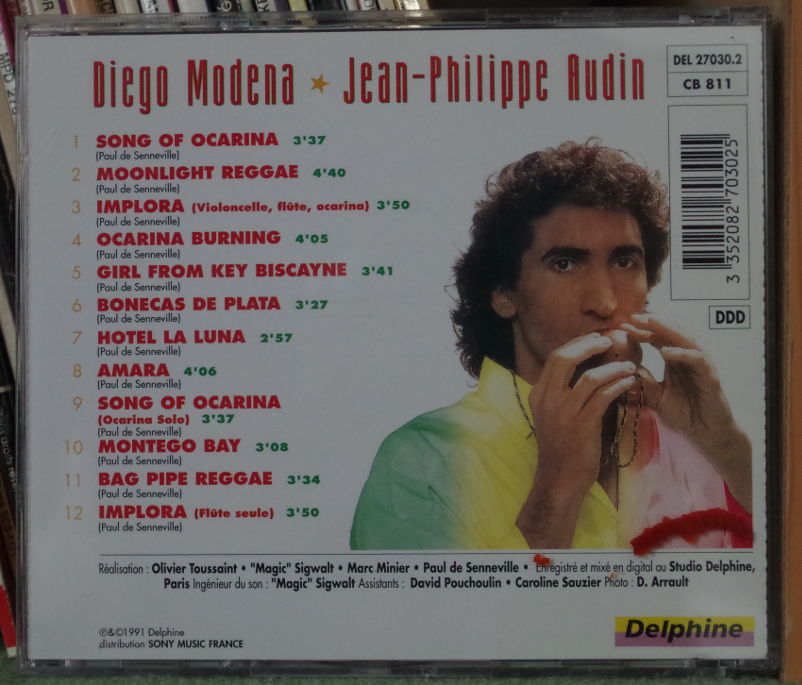 Diego Modena ★ Jean-Philippe Audin
DEL 27030.2
CB 811
1 SONG OF OCARINA 3'37
(Paul de Senneville)
2 MOONLIGHT REGGAE 4'40
(Paul de Senneville)
3 IMPLORA (Violoncelle, flûte, ocarina) 3'50
(Paul de Senneville)
4 OCARINA BURNING 4'05
(Paul de Senneville)
5 GIRL FROM KEY BISCAYNE 3'41
(Paul de Senneville)
6 BONECAS DE PLATA 3'27
(Paul de Senneville)
7 HOTEL LA LUNA 2'57
(Paul de Senneville)
8 AMARA 4'06
(Paul de Senneville)
9 SONG OF OCARINA
(Ocarina Solo) 3'37
(Paul de Senneville)
10 MONTEGO BAY 3'08
(Paul de Senneville)
11 BAG PIPE REGGAE 3'34
(Paul de Senneville)
12 IMPLORA (Flûte seule) 3'50
(Paul de Senneville)
3 352082 703025
DDD
Réalisation : Olivier Toussaint • "Magic" Sigwalt • Marc Minier • Paul de Senneville • Enregistré et mixé en digital au Studio Delphine,
Paris Ingénieur du son : "Magic" Sigwalt Assistants : David Pouchoulin • Caroline Sauzier Photo : D. Arrault
℗&©1991 Delphine
distribution SONY MUSIC FRANCE
Delphine